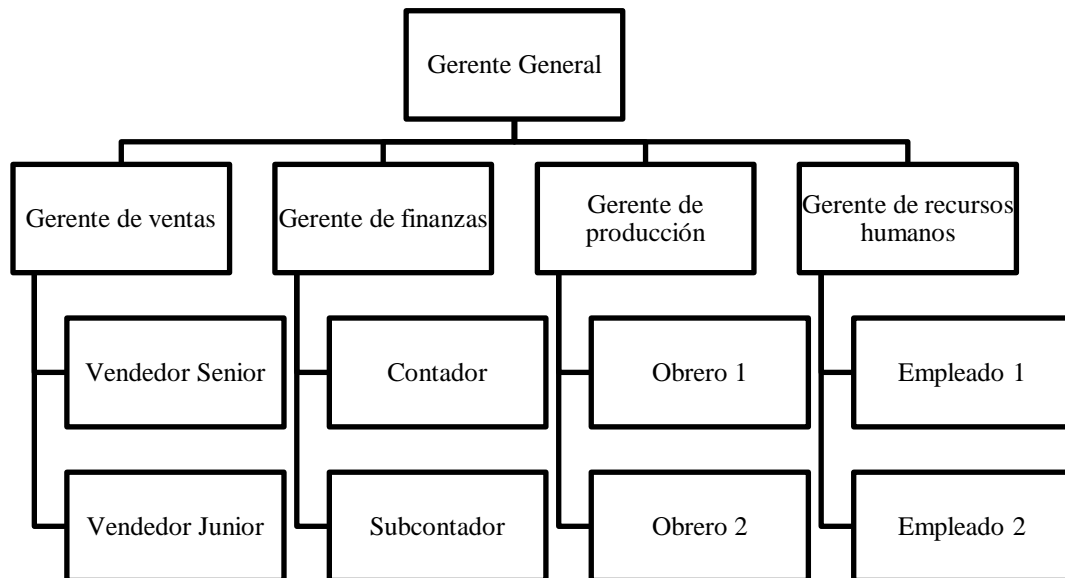 Gerente General
Gerente de ventas
Gerente de finanzas
Gerente de
producción
Gerente de recursos
humanos
Vendedor Senior
Contador
Obrero 1
Empleado 1
Vendedor Junior
Subcontador
Obrero 2
Empleado 2